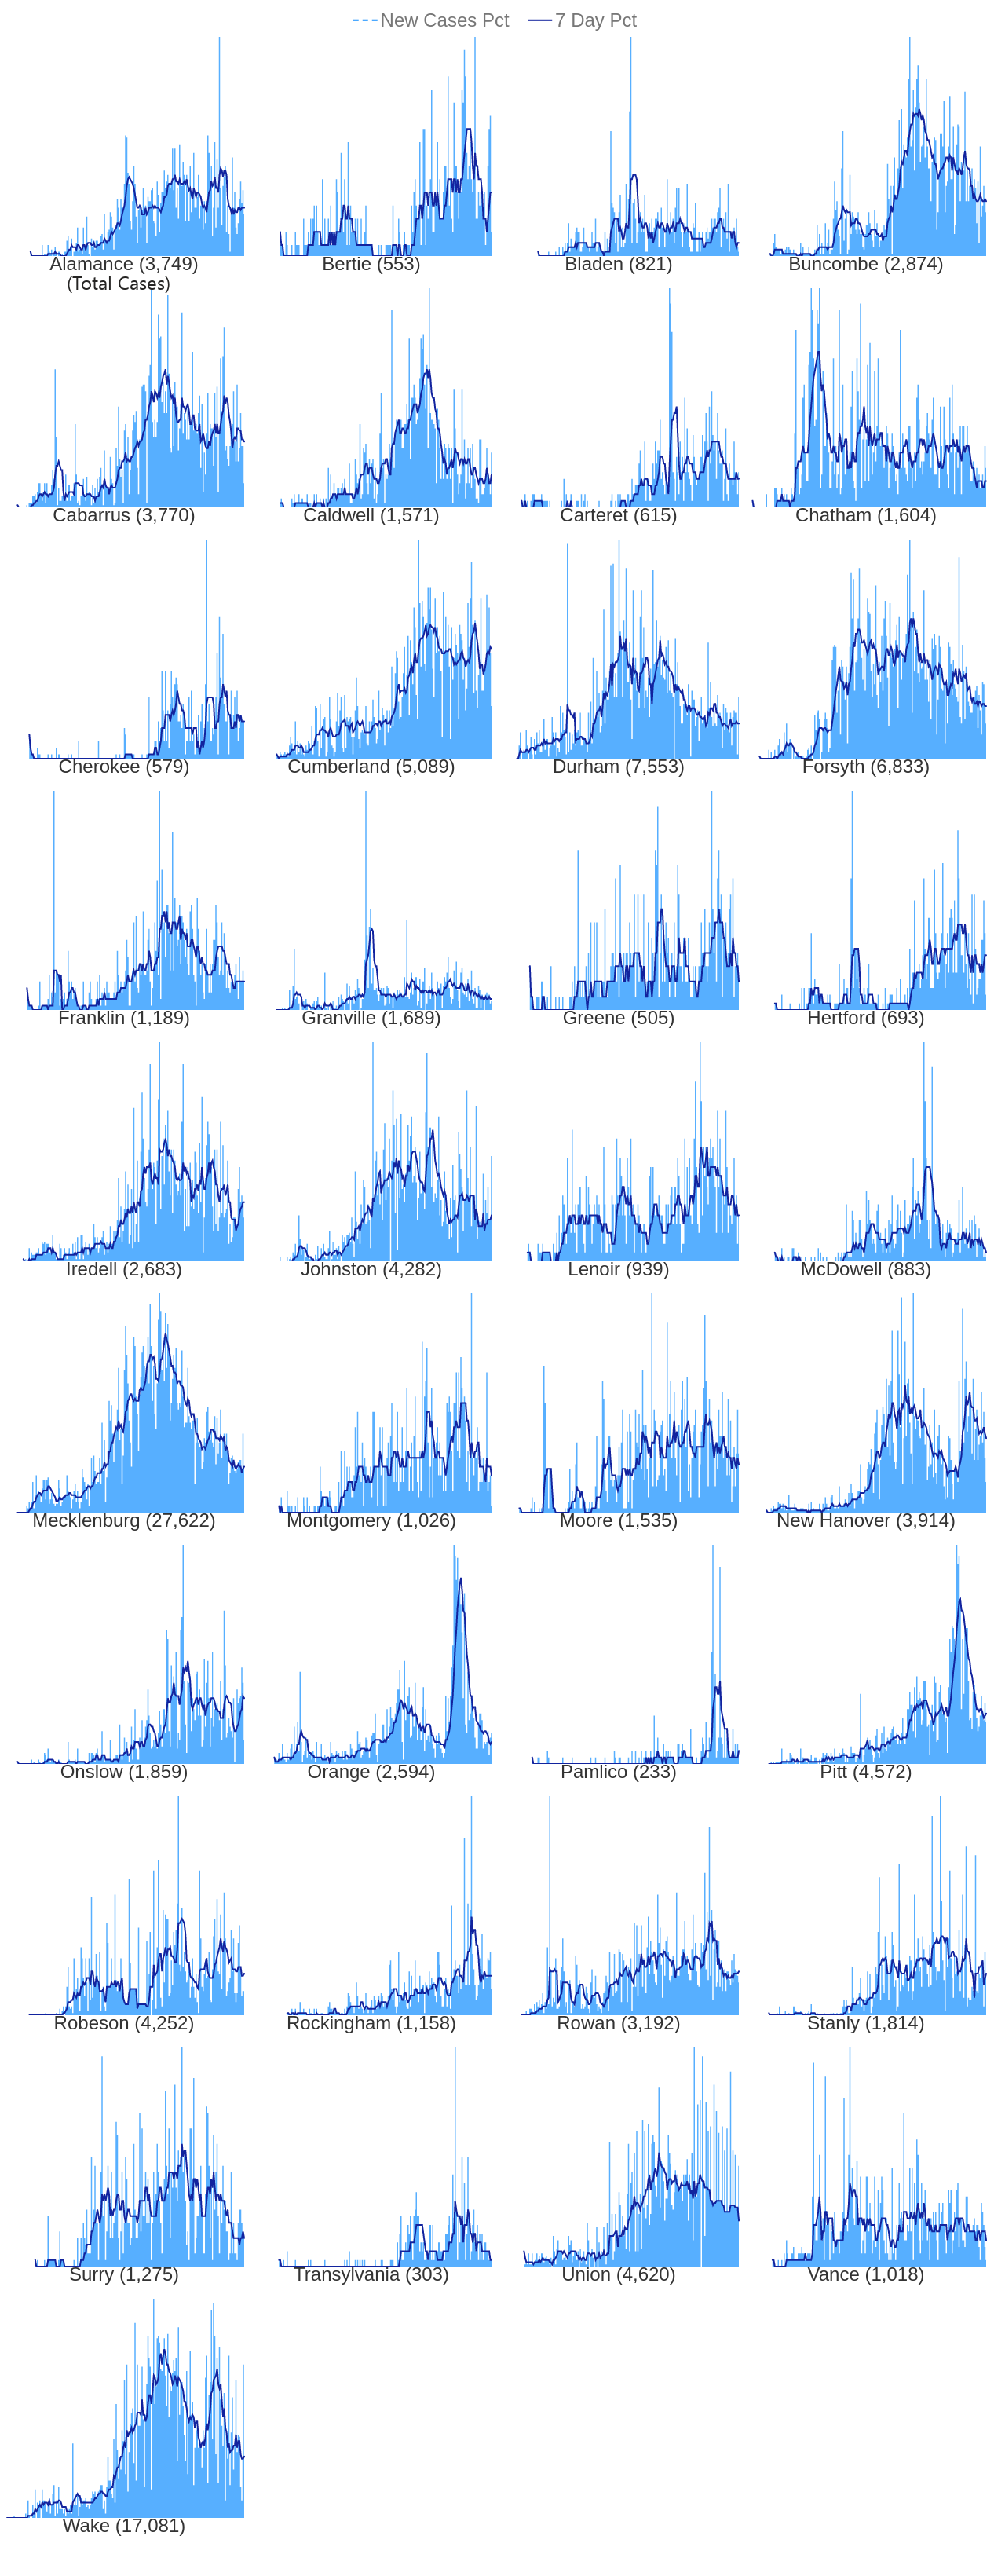 New Cases Pct 7 Day Pct
Alamance (3,749) Bertie (553) Bladen (821) Buncombe (2,874)
(Total Cases)
Cabarrus (3,770) Caldwell (1,571) Carteret (615) Chatham (1,604)
Cherokee (579) Cumberland (5,089) Durham (7,553) Forsyth (6,833)
Franklin (1,189) Granville (1,689) Greene (505) Hertford (693)
Iredell (2,683) Johnston (4,282) Lenoir (939) McDowell (883)
Mecklenburg (27,622) Montgomery (1,026) Moore (1,535) New Hanover (3,914)
Onslow (1,859) Orange (2,594) Pamlico (233) Pitt (4,572)
Robeson (4,252) Rockingham (1,158) Rowan (3,192) Stanly (1,814)
Surry (1,275) Transylvania (303) Union (4,620) Vance (1,018)
Wake (17,081)